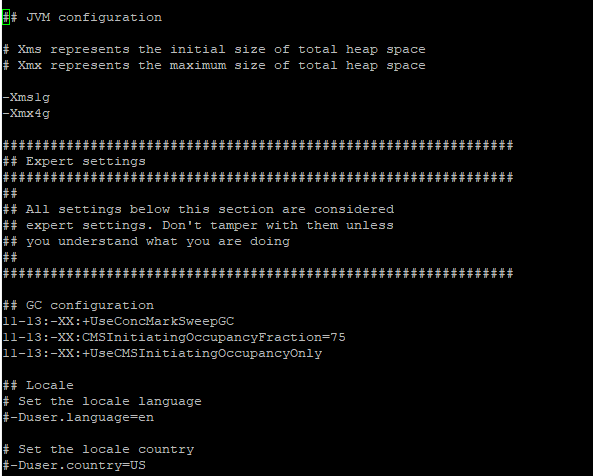 ## JVM configuration
# Xms represents the initial size of total heap space
# Xmx represents the maximum size of total heap space
-Xms1g
-Xmx4g
################################################################
## Expert settings
################################################################
##
## All settings below this section are considered
## expert settings. Don't tamper with them unless
## you understand what you are doing
##
################################################################
## GC configuration
11-13:-XX:+UseConcMarkSweepGC
11-13:-XX:CMSInitiatingOccupancyFraction=75
11-13:-XX:+UseCMSInitiatingOccupancyOnly
## Locale
# Set the locale language
#-Duser.language=en
# Set the locale country
#-Duser.country=US